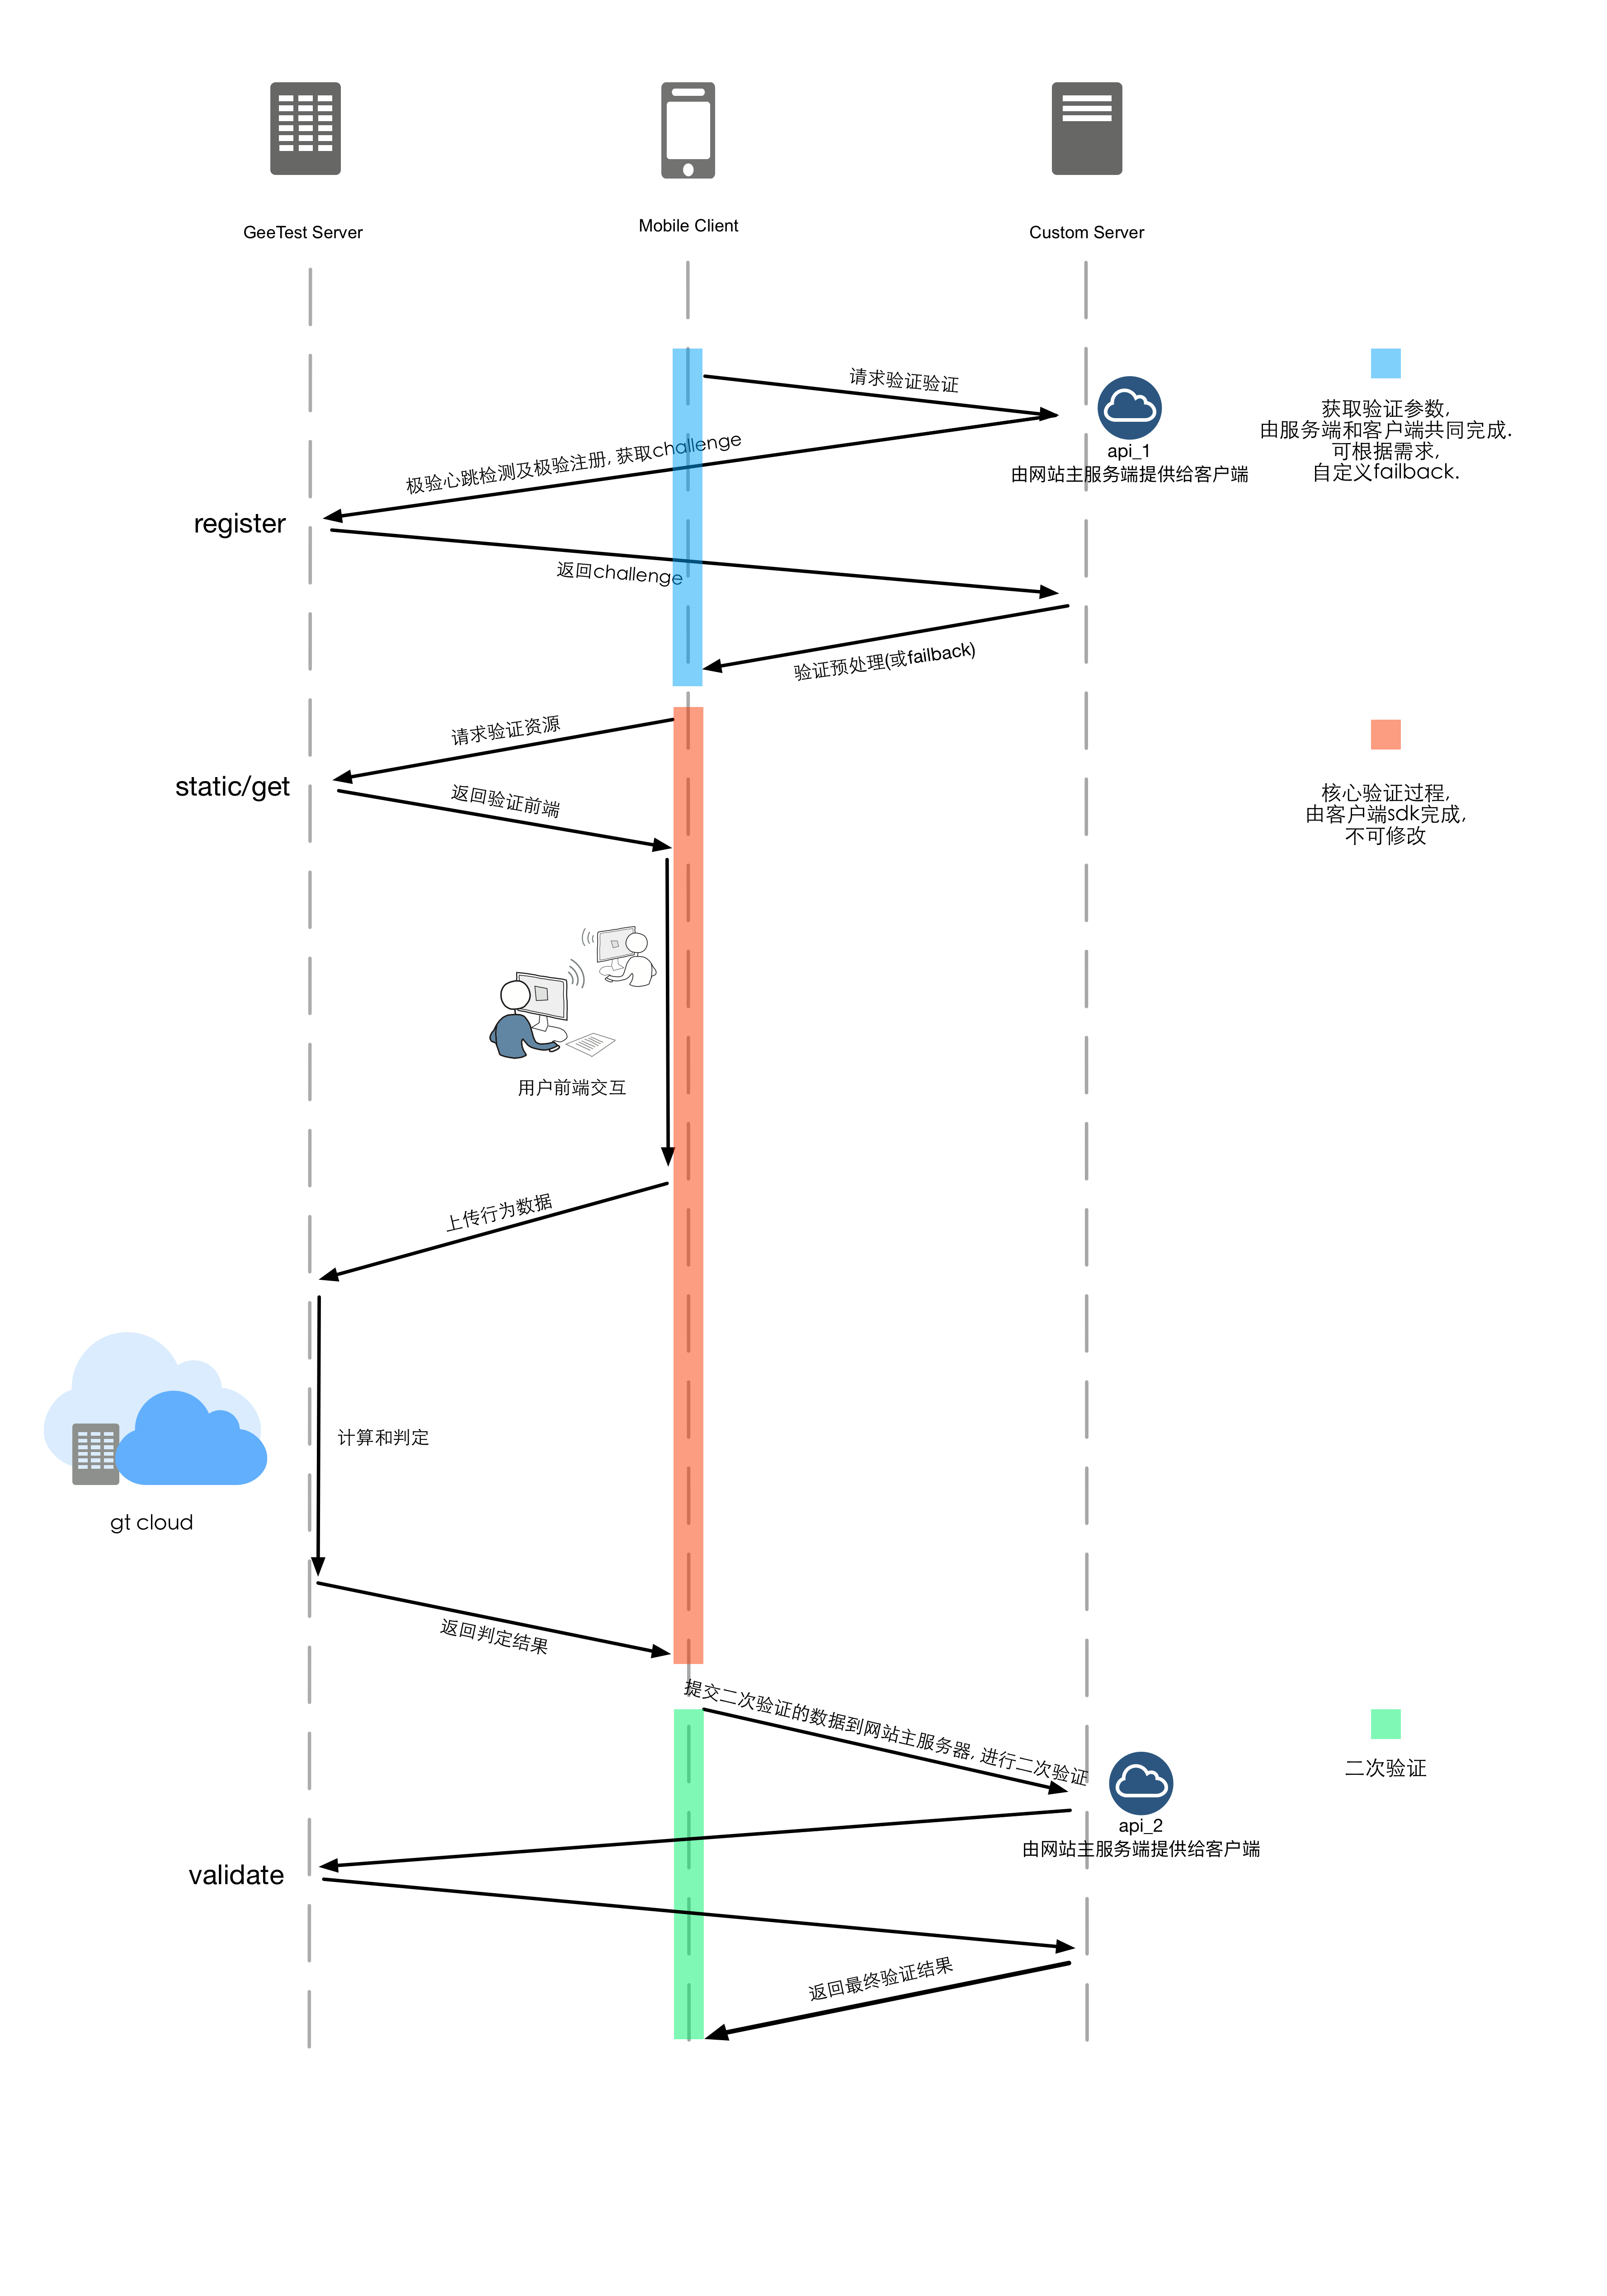 GeeTest Server
Mobile Client
Custom Server
请求验证验证
api_1
由网站主服务端提供给客户端
获取验证参数,
由服务端和客户端共同完成.
可根据需求,
自定义failback.
极验心跳检测及极验注册, 获取challenge
register
返回challenge
验证预处理(或failback)
请求验证资源
static/get
返回验证前端
核心验证过程,
由客户端sdk完成,
不可修改
用户前端交互
上传行为数据
计算和判定
gt cloud
返回判定结果
提交二次验证的数据到网站主服务器, 进行二次验证
二次验证
api_2
由网站主服务端提供给客户端
validate
返回最终验证结果